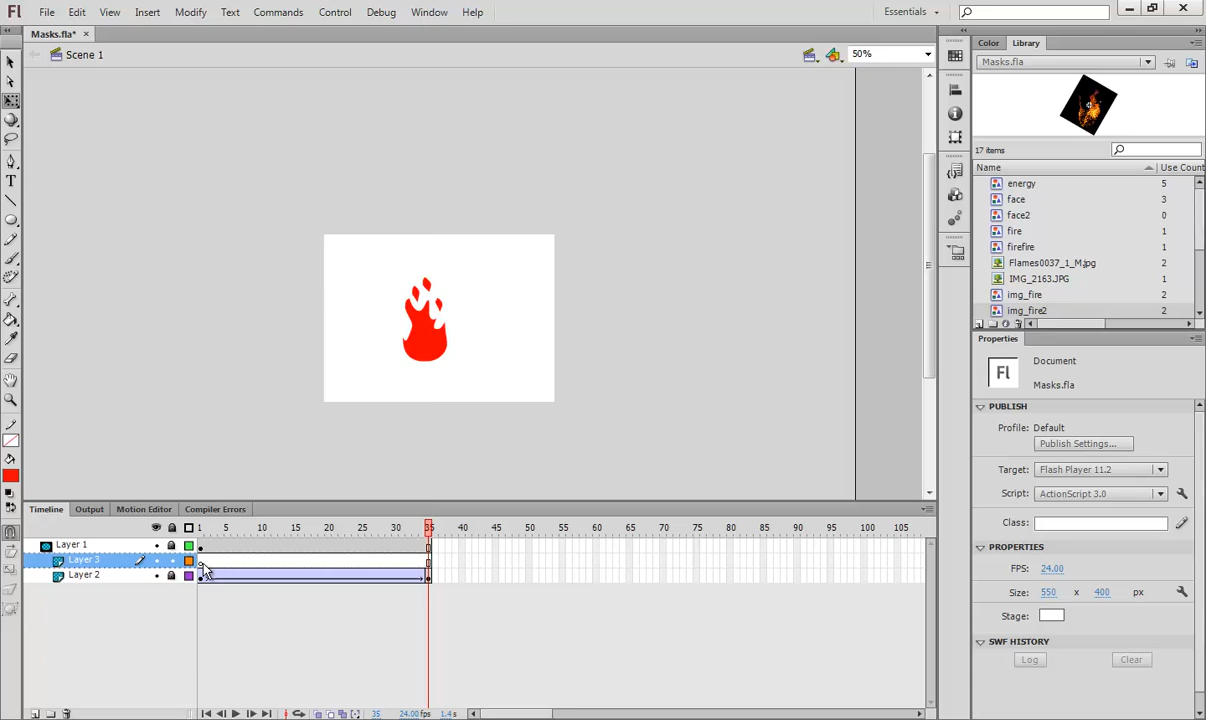 Fl File Edit View Insert Modify Text Commands Control Debug Window Help Essentials
Masks.fla* ×
Scene 1 50%
Color Library
Masks.fla
17 items
Name Use Count
energy 5
face 3
face2 0
fire 1
firefire 1
Flames0037_1_M.jpg 2
IMG_2163.JPG 1
img_fire 2
img_fire2 2
Properties
Fl Document
Masks.fla
PUBLISH
Profile: Default
Publish Settings...
Target: Flash Player 11.2
Script: ActionScript 3.0
Class:
PROPERTIES
FPS: 24.00
Size: 550 x 400 px
Stage:
SWF HISTORY
Log Clear
Timeline Output Motion Editor Compiler Errors
1 5 10 15 20 25 30 35 40 45 50 55 60 65 70 75 80 85 90 95 100 105
Layer 1
Layer 3
Layer 2
35 24.00 fps 1.4 s